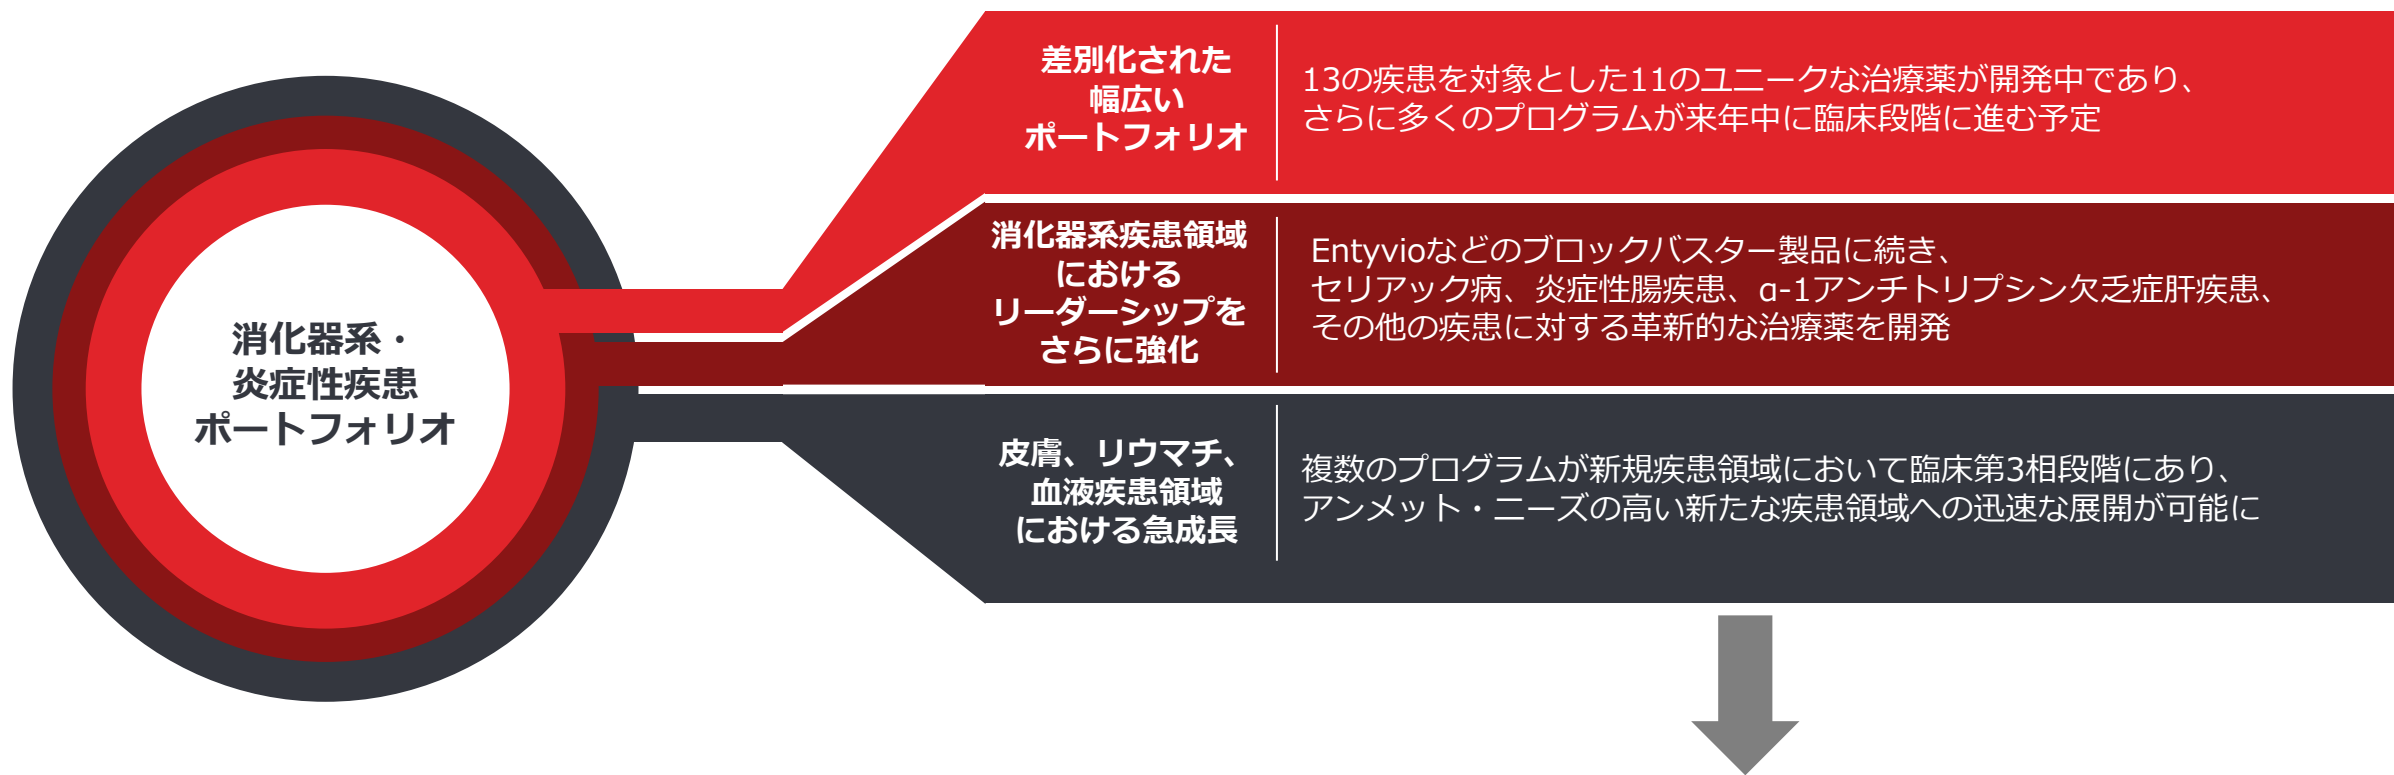 消化器系・
炎症性疾患
ポートフォリオ
差別化された
幅広い
ポートフォリオ
13の疾患を対象とした11のユニークな治療薬が開発中であり、
さらに多くのプログラムが来年中に臨床段階に進む予定
消化器系疾患領域
における
リーダーシップを
さらに強化
Entyvioなどのブロックバスター製品に続き、
セリアック病、炎症性腸疾患、α-1アンチトリプシン欠乏症肝疾患、
その他の疾患に対する革新的な治療薬を開発
皮膚、リウマチ、
血液疾患領域
における急成長
複数のプログラムが新規疾患領域において臨床第3相段階にあり、
アンメット・ニーズの高い新たな疾患領域への迅速な展開が可能に